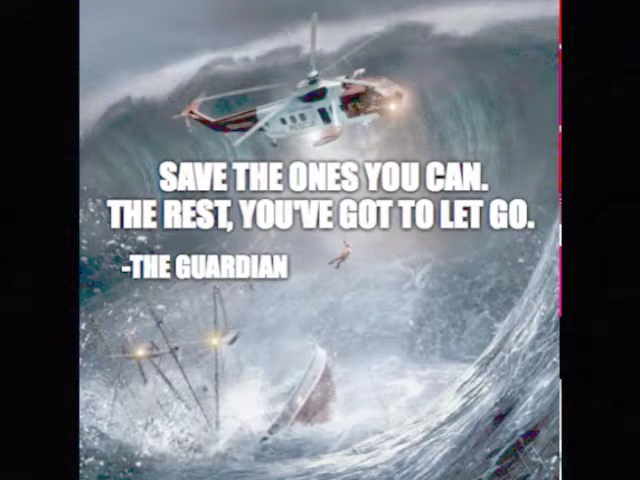 SAVE THE ONES YOU CAN.
THE REST, YOU'VE GOT TO LET GO.
-THE GUARDIAN